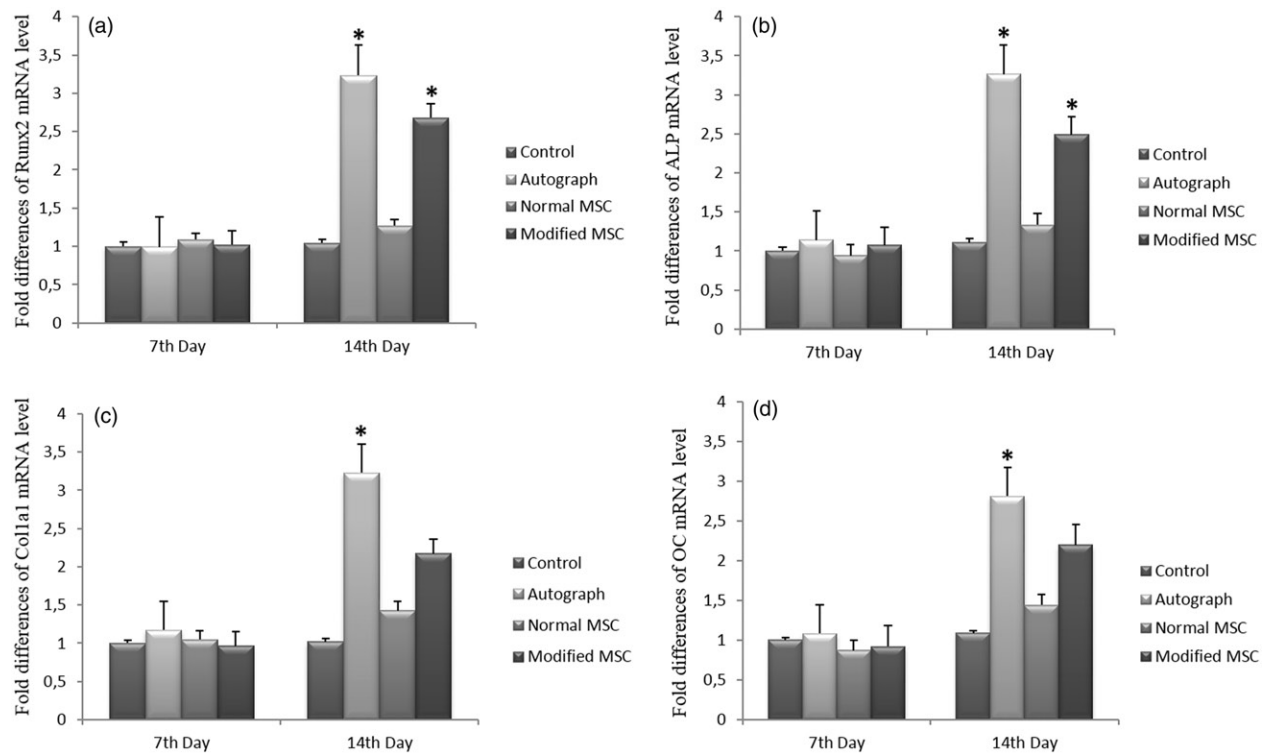 (a)
Fold differences of Runx2 mRNA level
4
3,5
3
2,5
2
1,5
1
0,5
0
*
*
7th Day
14th Day
Control
Autograph
Normal MSC
Modified MSC
(b)
Fold differences of ALP mRNA level
4
3,5
3
2,5
2
1,5
1
0,5
0
*
*
7th Day
14th Day
Control
Autograph
Normal MSC
Modified MSC
(c)
Fold differences of Col1a1 mRNA level
4
3,5
3
2,5
2
1,5
1
0,5
0
*
7th Day
14th Day
Control
Autograph
Normal MSC
Modified MSC
(d)
Fold differences of OC mRNA level
4
3,5
3
2,5
2
1,5
1
0,5
0
*
7th Day
14th Day
Control
Autograph
Normal MSC
Modified MSC